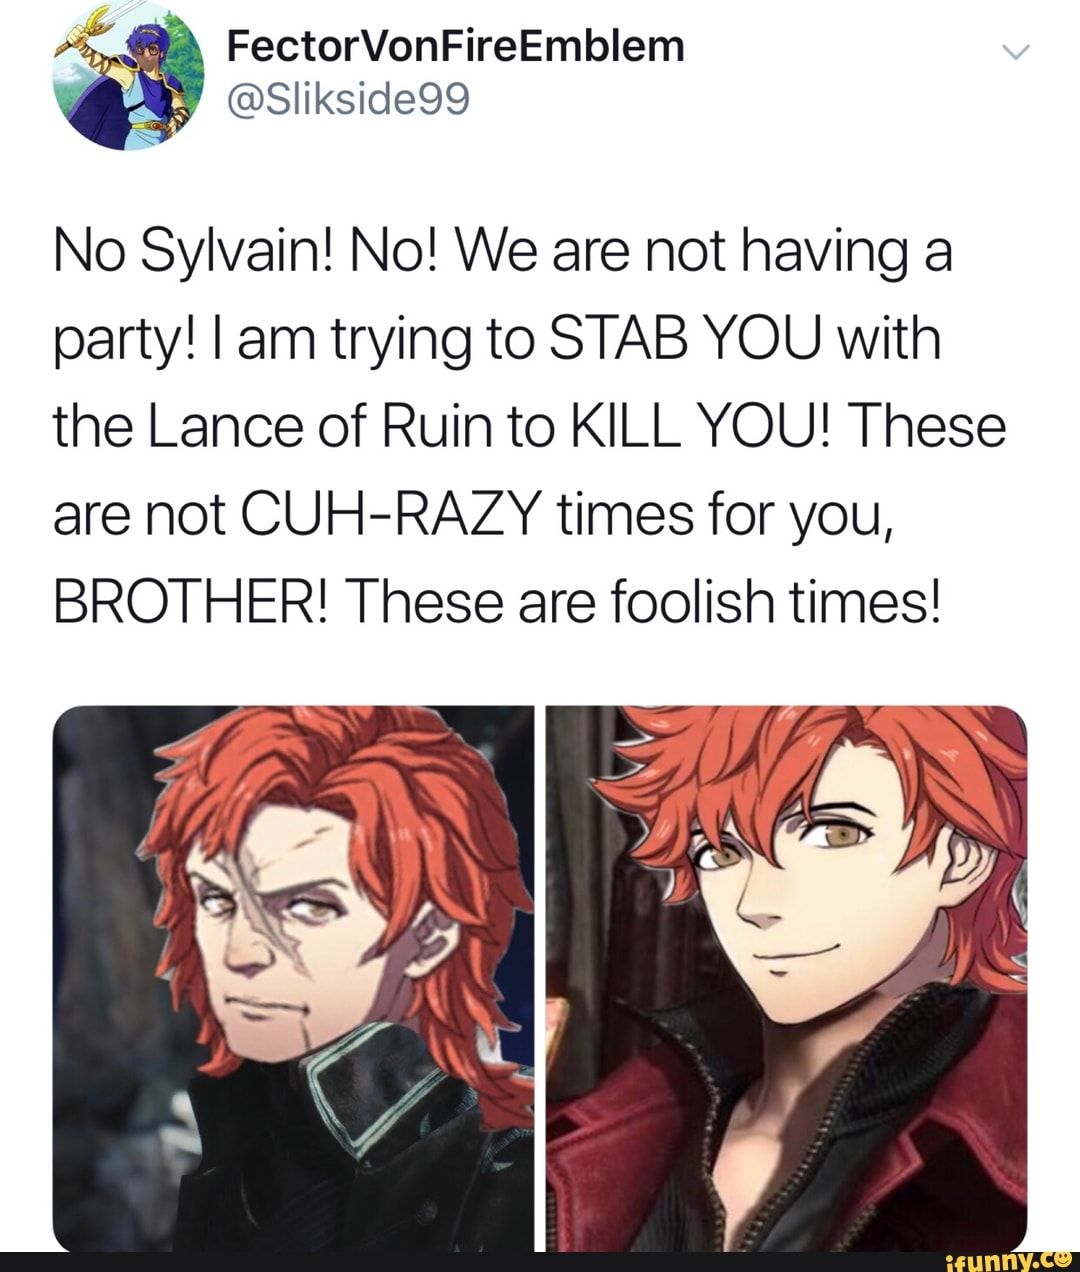 FectorVonFireEmblem
@Slikside99
No Sylvain! No! We are not having a
party! I am trying to STAB YOU with
the Lance of Ruin to KILL YOU! These
are not CUH-RAZY times for you,
BROTHER! These are foolish times!
ifunny.co